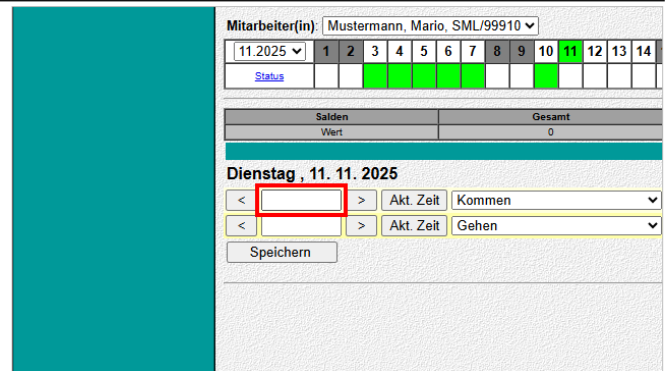 Mitarbeiter(in): Mustermann, Mario, SML/99910
11.2025 1 2 3 4 5 6 7 8 9 10 11 12 13 14
Status
Salden Gesamt
Wert 0
Dienstag , 11. 11. 2025
< > Akt. Zeit Kommen
< > Akt. Zeit Gehen
Speichern